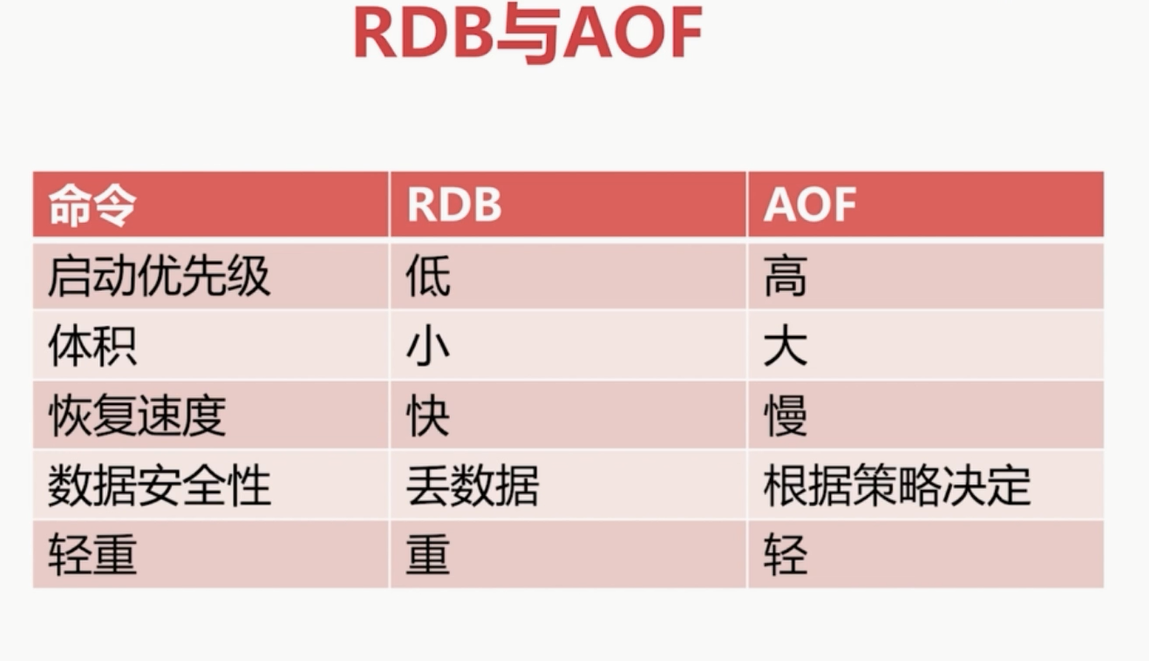 RDB与AOF
命令 RDB AOF
启动优先级 低 高
体积 小 大
恢复速度 快 慢
数据安全性 丢数据 根据策略决定
轻重 重 轻